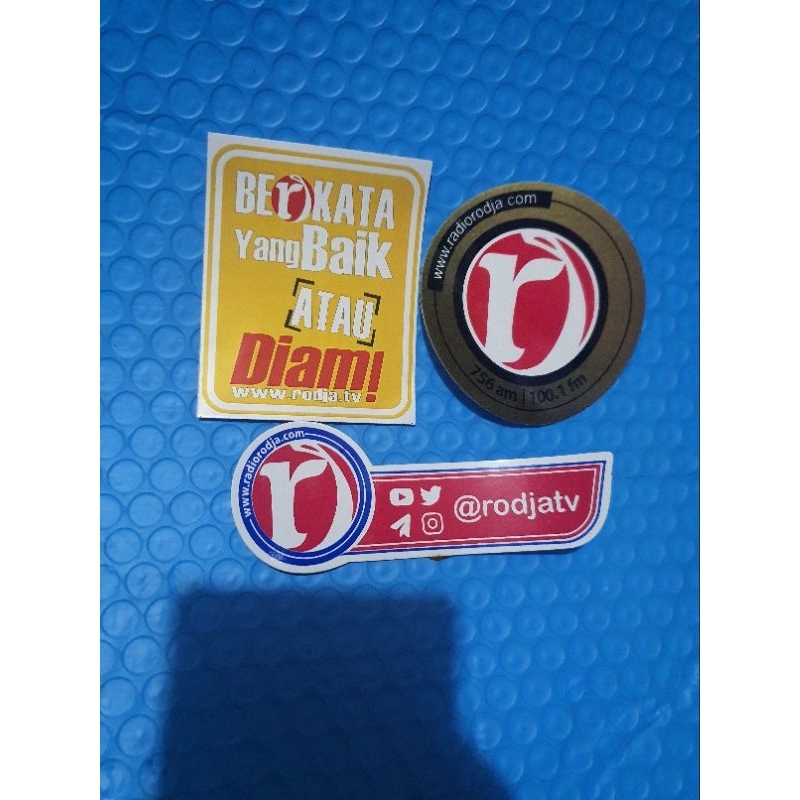 BErKATA
Yang Baik
[ATAU]
Diam!
www.rodja.tv
www.radiorodja.com
r
756 am | 100.1 fm
www.radiorodja.com
r
@rodjatv